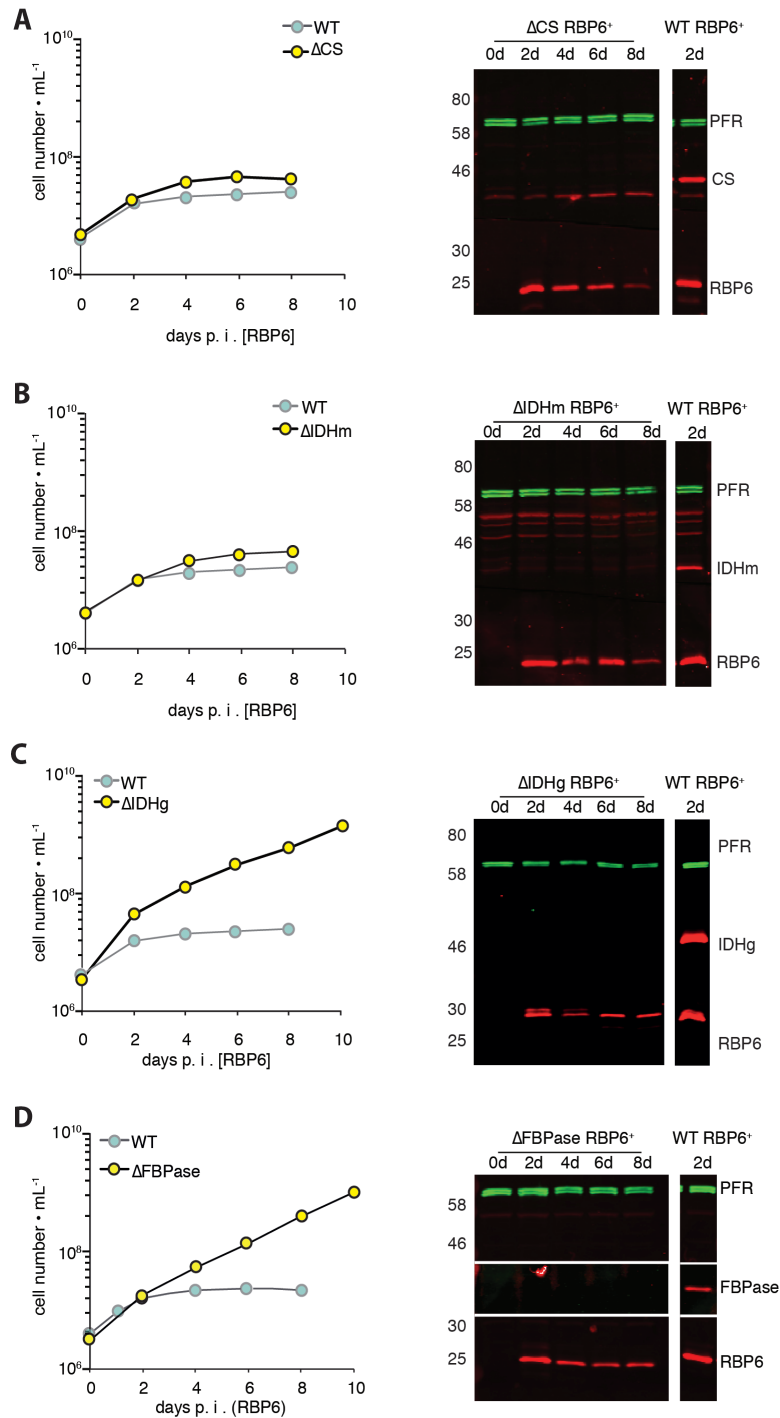 A
WT
ΔCS
10^10
10^8
10^6
cell number • mL^-1
0 2 4 6 8 10
days p. i . [RBP6]
ΔCS RBP6^+ WT RBP6^+
0d 2d 4d 6d 8d 2d
80
58
46
30
25
PFR
CS
RBP6
B
WT
ΔIDHm
10^10
10^8
10^6
cell number • mL^-1
0 2 4 6 8 10
days p. i . [RBP6]
ΔIDHm RBP6^+ WT RBP6^+
0d 2d 4d 6d 8d 2d
80
58
46
30
25
PFR
IDHm
RBP6
C
WT
ΔIDHg
10^10
10^8
10^6
cell number • mL^-1
0 2 4 6 8 10
days p. i . [RBP6]
ΔIDHg RBP6^+ WT RBP6^+
0d 2d 4d 6d 8d 2d
80
58
46
30
25
PFR
IDHg
RBP6
D
WT
ΔFBPase
10^10
10^8
10^6
cell number • mL^-1
0 2 4 6 8 10
days p. i . (RBP6)
ΔFBPase RBP6^+ WT RBP6^+
0d 2d 4d 6d 8d 2d
58
46
30
25
PFR
FBPase
RBP6